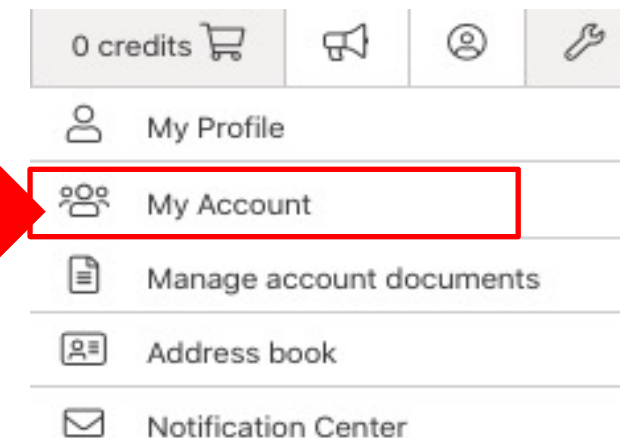 0 credits
My Profile
My Account
Manage account documents
Address book
Notification Center